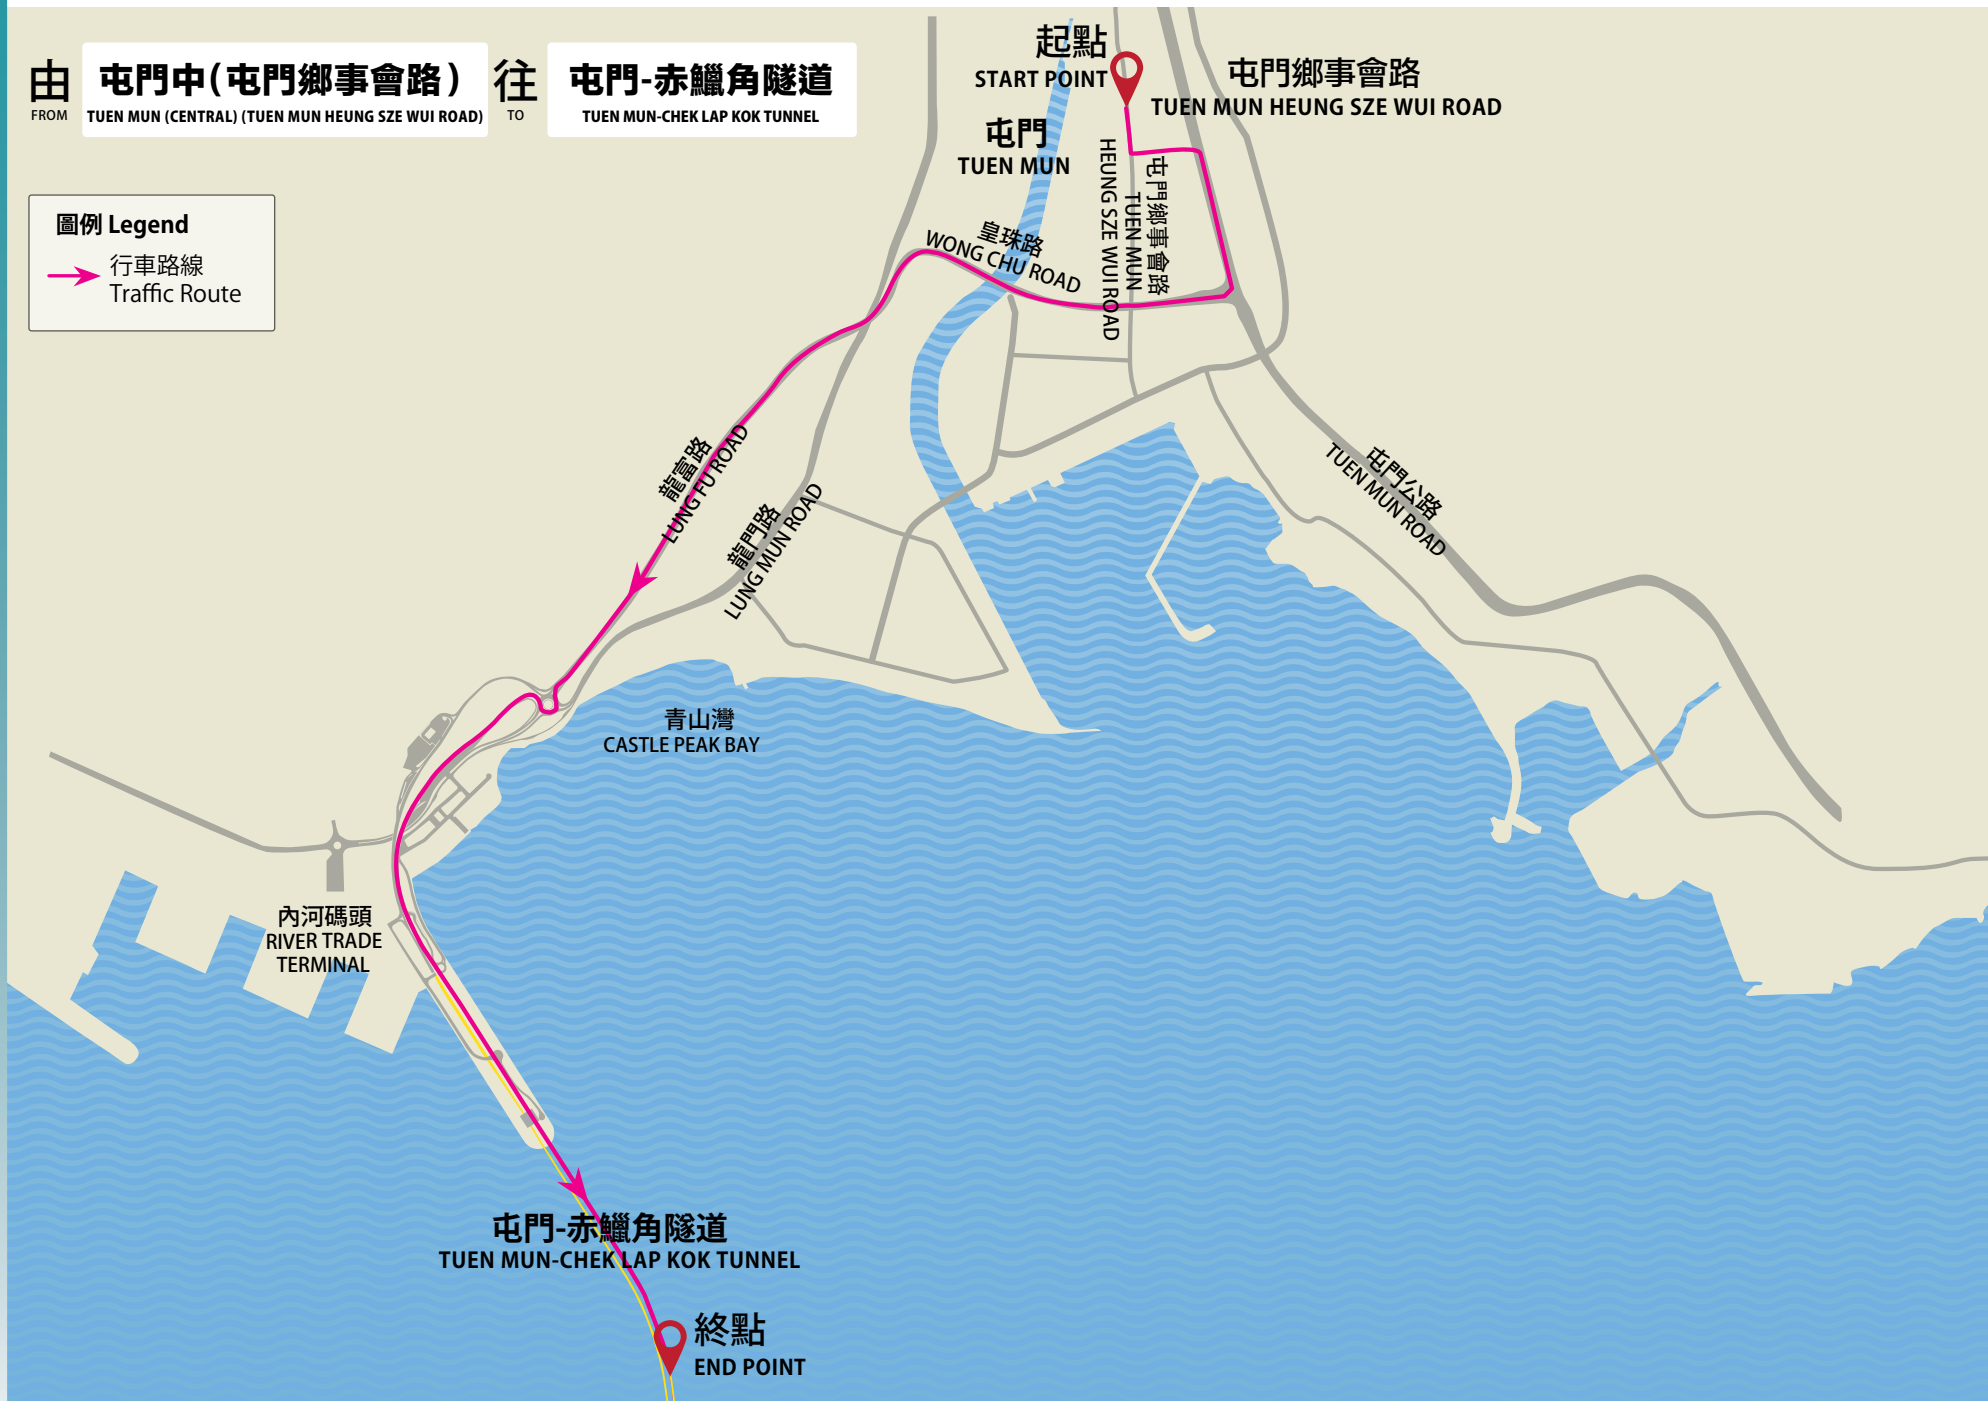 由
FROM
屯門中(屯門鄉事會路)
TUEN MUN (CENTRAL) (TUEN MUN HEUNG SZE WUI ROAD)
往
TO
屯門-赤鱲角隧道
TUEN MUN-CHEK LAP KOK TUNNEL
圖例 Legend
行車路線
Traffic Route
起點
START POINT
屯門鄉事會路
TUEN MUN HEUNG SZE WUI ROAD
屯門
TUEN MUN
屯門鄉事會路
TUEN MUN
HEUNG SZE WUI ROAD
皇珠路
WONG CHU ROAD
龍富路
LUNG FU ROAD
龍門路
LUNG MUN ROAD
屯門公路
TUEN MUN ROAD
青山灣
CASTLE PEAK BAY
內河碼頭
RIVER TRADE
TERMINAL
屯門-赤鱲角隧道
TUEN MUN-CHEK LAP KOK TUNNEL
終點
END POINT